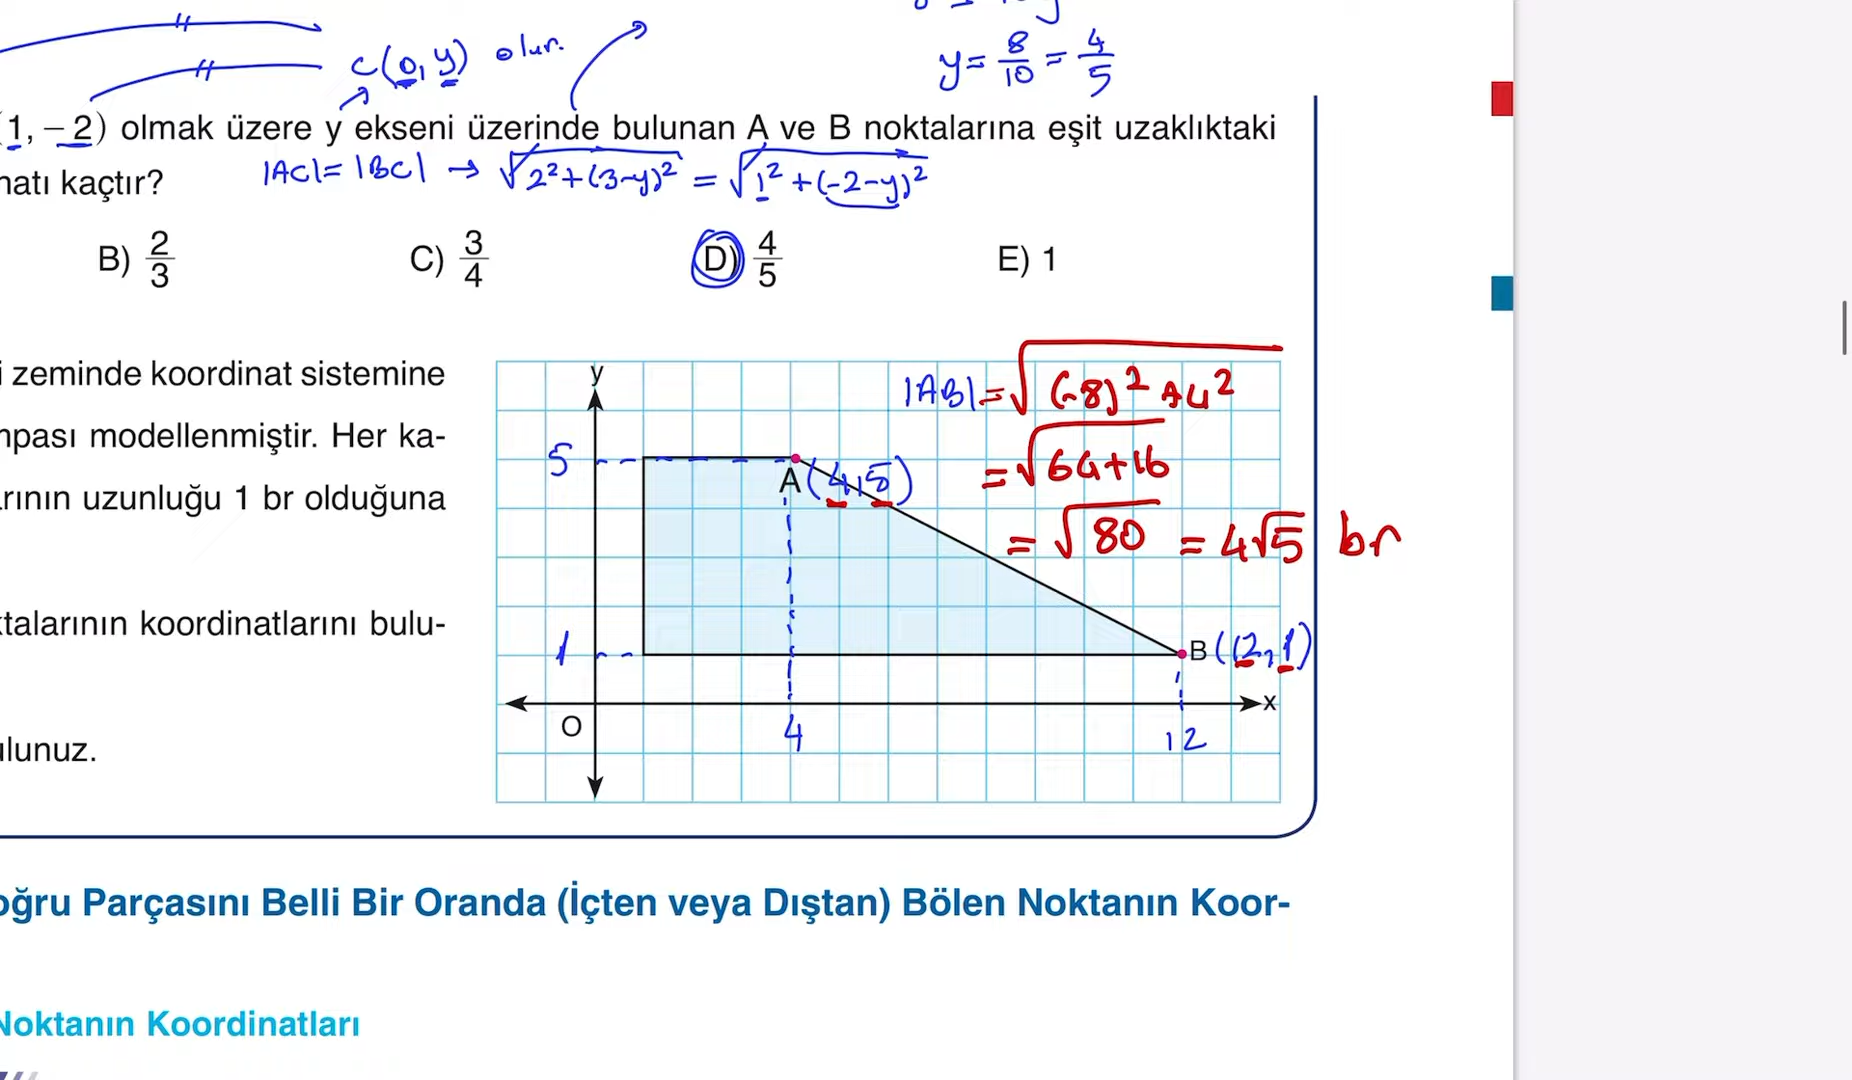 C(0, y) olur.
y = 8/10 = 4/5
1, −2) olmak üzere y ekseni üzerinde bulunan A ve B noktalarına eşit uzaklıktaki
natı kaçtır?
|AC| = |BC| → √2²+(3-y)² = √1²+(-2-y)²
B) 2/3 C) 3/4 D) 4/5 E) 1
i zeminde koordinat sistemine
npası modellenmiştir. Her ka-
rının uzunluğu 1 br olduğuna
ktalarının koordinatlarını bulu-
ulunuz.
y
|AB| = √(-8)²+4²
= √64+16
= √80 = 4√5 br
5
A (4,5)
1
B (12,1)
x
O
4
12
oğru Parçasını Belli Bir Oranda (İçten veya Dıştan) Bölen Noktanın Koor-
Noktanın Koordinatları